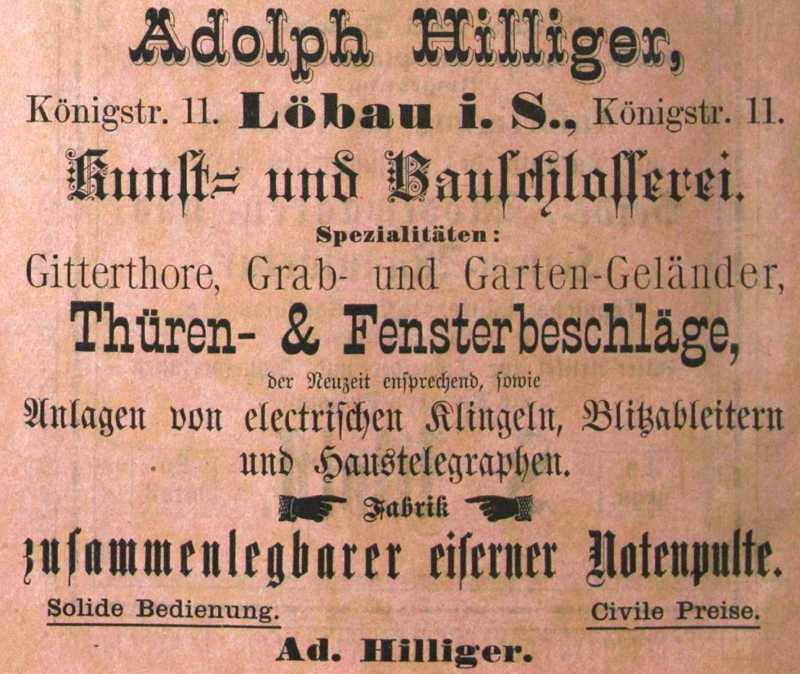 Adolph Hilliger,
Königstr. 11. Löbau i. S., Königstr. 11.
Kunst= und Bauschlosserei.
Spezialitäten:
Gitterthore, Grab- und Garten-Geländer,
Thüren- & Fensterbeschläge,
der Neuzeit ensprechend, sowie
Anlagen von electrischen Klingeln, Blitzableitern
und Haustelegraphen.
Fabrik
zusammenlegbarer eiserner Notenpulte.
Solide Bedienung. Civile Preise.
Ad. Hilliger.